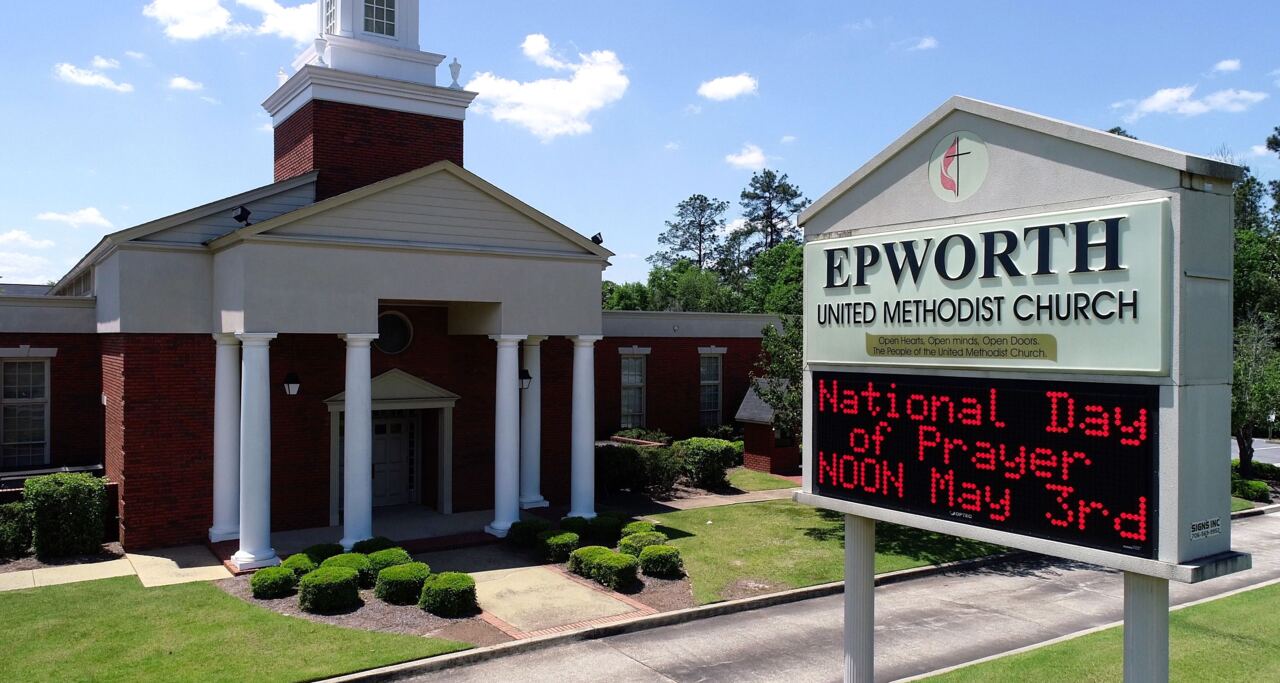 EPWORTH
UNITED METHODIST CHURCH
Open Hearts, Open minds, Open Doors.
The People of the United Methodist Church.
National Day
of Prayer
NOON May 3rd
OPTEC
SIGNS INC